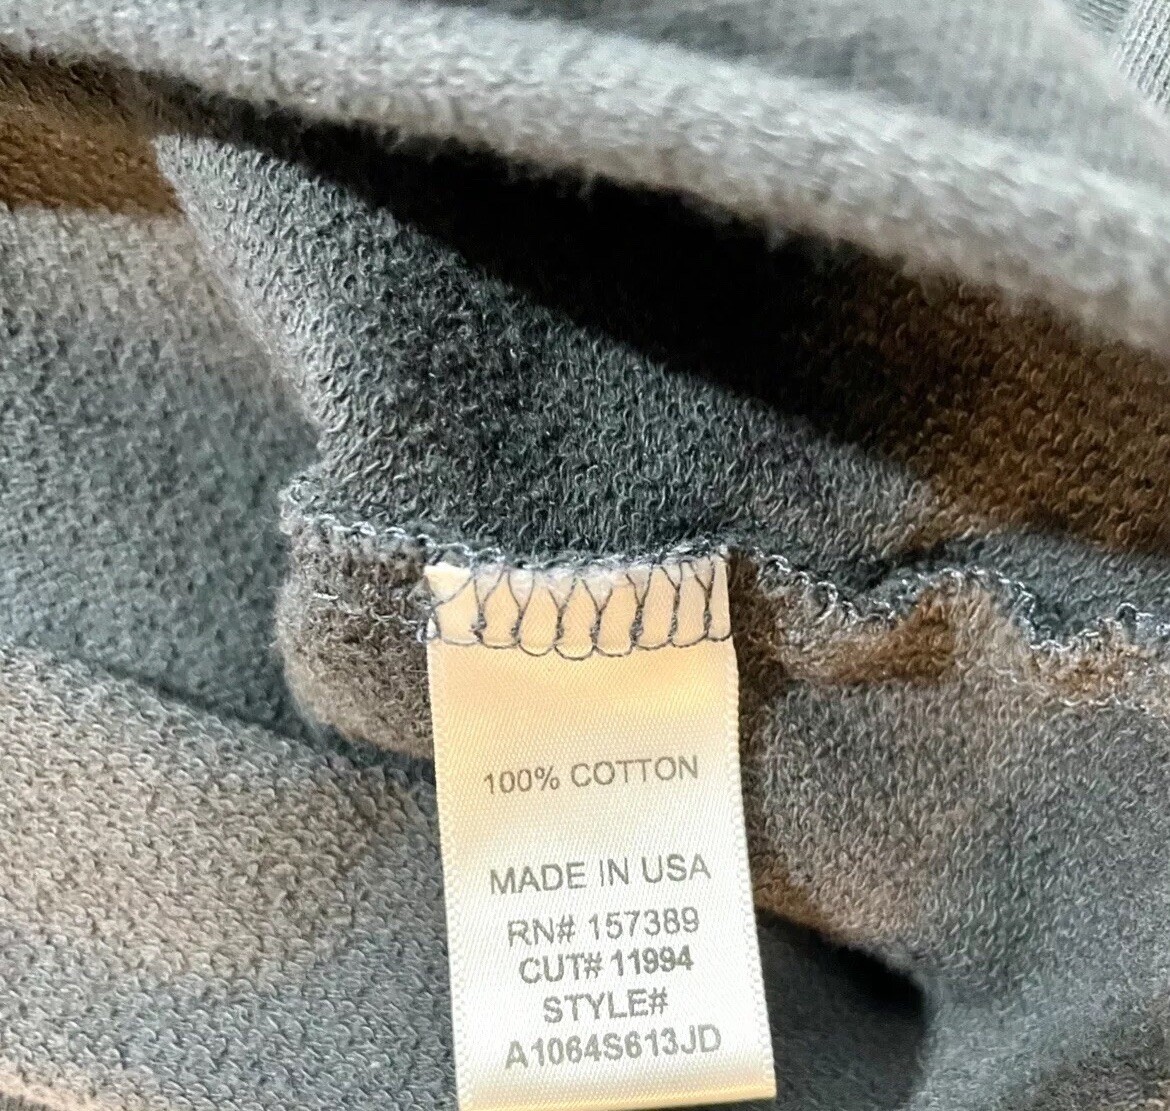 100% COTTON
MADE IN USA
RN# 157389
CUT# 11994
STYLE#
A1064S613JD